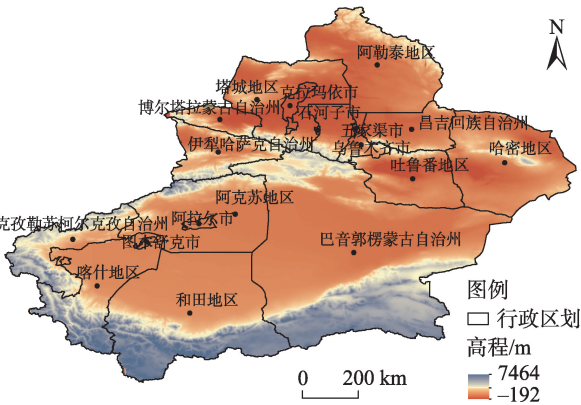 N
阿勒泰地区
塔城地区
克拉玛依市
博尔塔拉蒙古自治州
石河子市
五家渠市
昌吉回族自治州
伊犁哈萨克自治州
乌鲁木齐市
哈密地区
吐鲁番地区
阿克苏地区
克孜勒苏柯尔克孜自治州
阿拉尔市
图木舒克市
巴音郭楞蒙古自治州
喀什地区
和田地区
图例
行政区划
高程/m
7464
–192
0 200 km